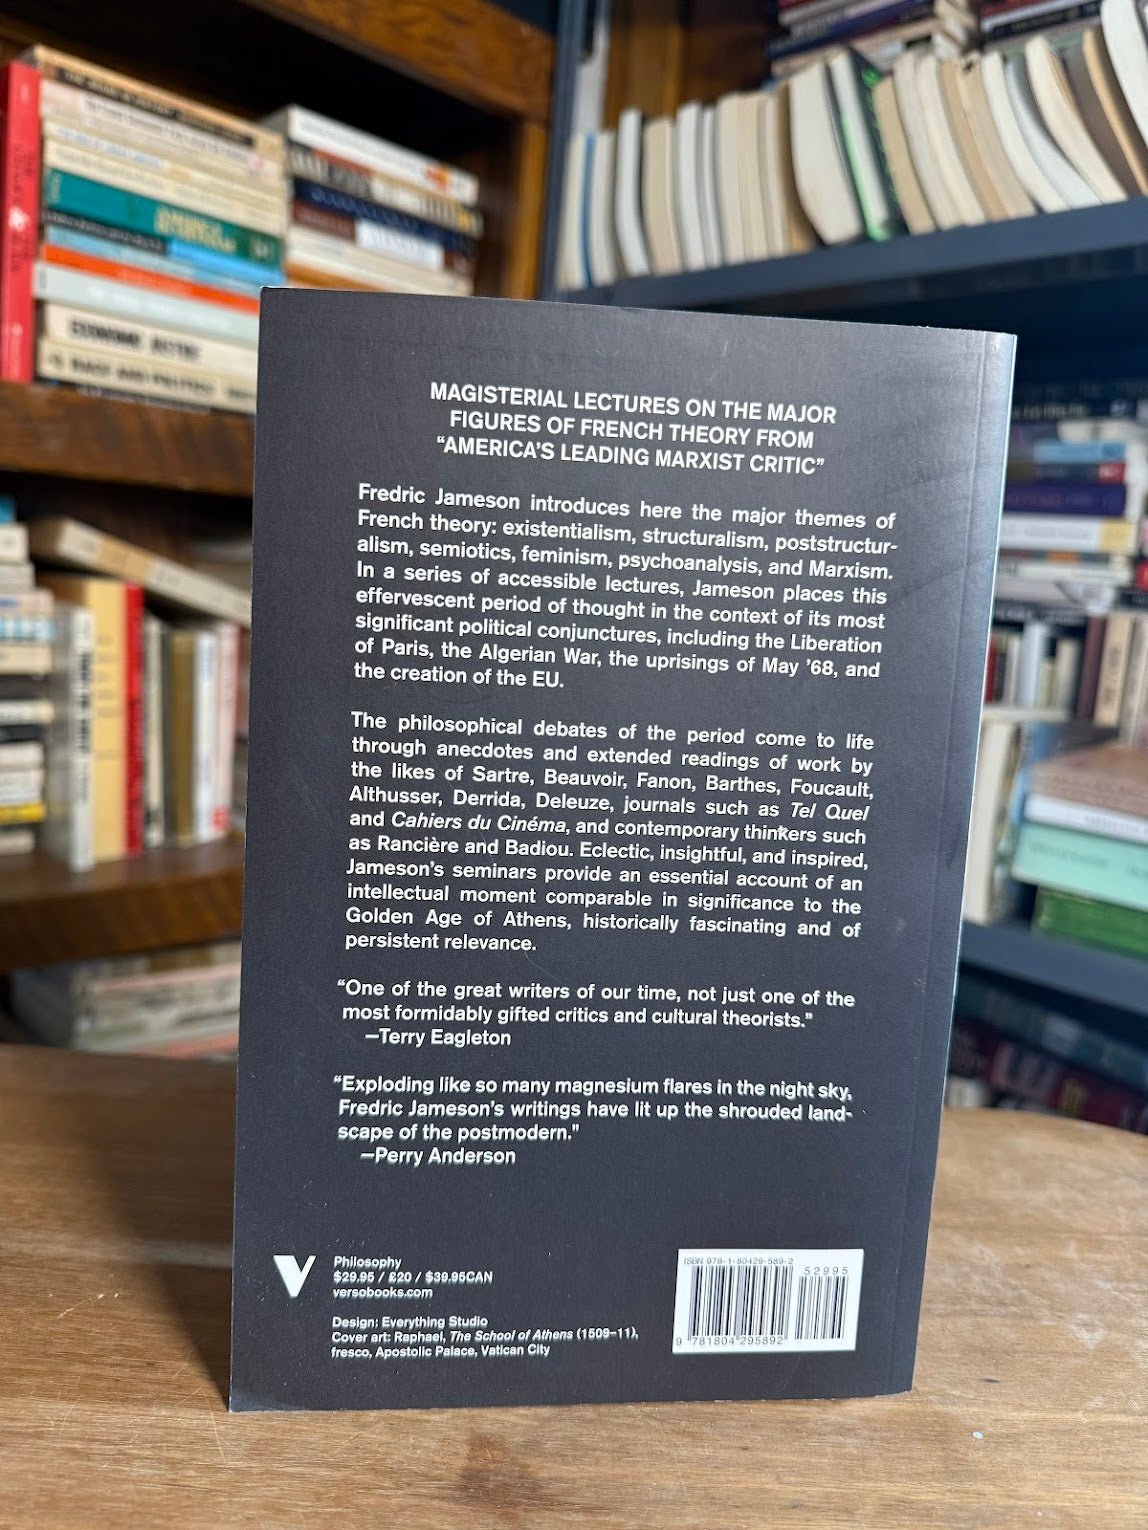 MAGISTERIAL LECTURES ON THE MAJOR
FIGURES OF FRENCH THEORY FROM
“AMERICA’S LEADING MARXIST CRITIC”
Fredric Jameson introduces here the major themes of
French theory: existentialism, structuralism, poststructur-
alism, semiotics, feminism, psychoanalysis, and Marxism.
In a series of accessible lectures, Jameson places this
effervescent period of thought in the context of its most
significant political conjunctures, including the Liberation
of Paris, the Algerian War, the uprisings of May ’68, and
the creation of the EU.
The philosophical debates of the period come to life
through anecdotes and extended readings of work by
the likes of Sartre, Beauvoir, Fanon, Barthes, Foucault,
Althusser, Derrida, Deleuze, journals such as Tel Quel
and Cahiers du Cinéma, and contemporary thinkers such
as Rancière and Badiou. Eclectic, insightful, and inspired,
Jameson’s seminars provide an essential account of an
intellectual moment comparable in significance to the
Golden Age of Athens, historically fascinating and of
persistent relevance.
“One of the great writers of our time, not just one of the
most formidably gifted critics and cultural theorists.”
—Terry Eagleton
“Exploding like so many magnesium flares in the night sky,
Fredric Jameson’s writings have lit up the shrouded land-
scape of the postmodern.”
—Perry Anderson
Philosophy
$29.95 / £20 / $39.95CAN
versobooks.com
Design: Everything Studio
Cover art: Raphael, The School of Athens (1509–11),
fresco, Apostolic Palace, Vatican City
ISBN 978-1-80429-589-2
52995
9 781804 295892